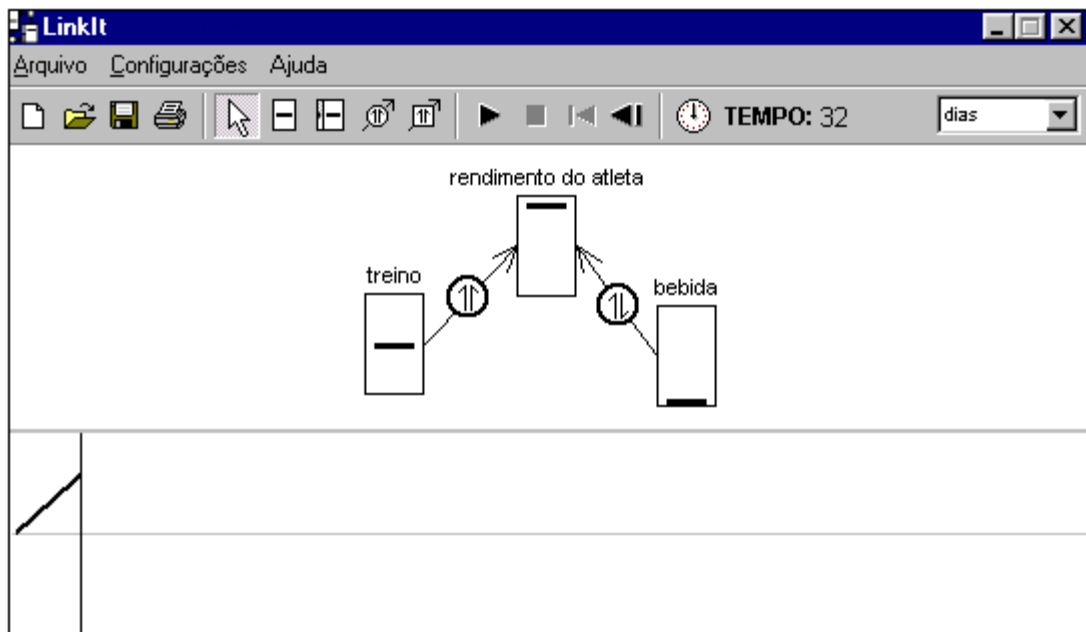 LinkIt
Arquivo Configurações Ajuda
TEMPO: 32 dias
rendimento do atleta
treino
bebida